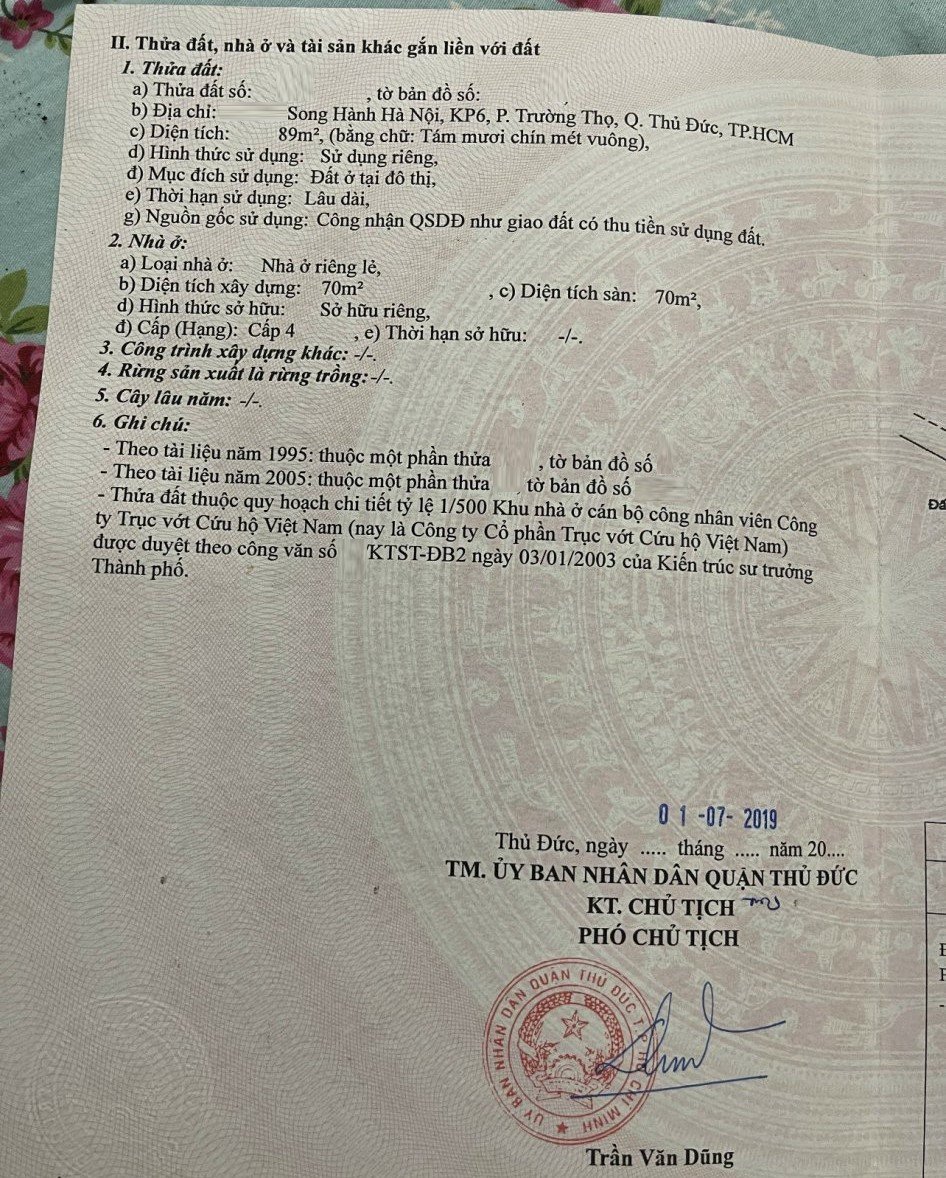 II. Thửa đất, nhà ở và tài sản khác gắn liền với đất
1. Thửa đất:
a) Thửa đất số: , tờ bản đồ số:
b) Địa chỉ: Song Hành Hà Nội, KP6, P. Trường Thọ, Q. Thủ Đức, TP.HCM
c) Diện tích: 89m², (bằng chữ: Tám mươi chín mét vuông),
d) Hình thức sử dụng: Sử dụng riêng,
đ) Mục đích sử dụng: Đất ở tại đô thị,
e) Thời hạn sử dụng: Lâu dài,
g) Nguồn gốc sử dụng: Công nhận QSDĐ như giao đất có thu tiền sử dụng đất.
2. Nhà ở:
a) Loại nhà ở: Nhà ở riêng lẻ,
b) Diện tích xây dựng: 70m² , c) Diện tích sàn: 70m²,
d) Hình thức sở hữu: Sở hữu riêng,
đ) Cấp (Hạng): Cấp 4 , e) Thời hạn sở hữu: -/-.
3. Công trình xây dựng khác: -/-.
4. Rừng sản xuất là rừng trồng: -/-.
5. Cây lâu năm: -/-.
6. Ghi chú:
- Theo tài liệu năm 1995: thuộc một phần thửa , tờ bản đồ số
- Theo tài liệu năm 2005: thuộc một phần thửa tờ bản đồ số
- Thửa đất thuộc quy hoạch chi tiết tỷ lệ 1/500 Khu nhà ở cán bộ công nhân viên Công
ty Trục vớt Cứu hộ Việt Nam (nay là Công ty Cổ phần Trục vớt Cứu hộ Việt Nam)
được duyệt theo công văn số KTST-ĐB2 ngày 03/01/2003 của Kiến trúc sư trưởng
Thành phố.
01-07-2019
Thủ Đức, ngày ..... tháng ..... năm 20....
TM. ỦY BAN NHÂN DÂN QUẬN THỦ ĐỨC
KT. CHỦ TỊCH
PHÓ CHỦ TỊCH
ỦY BAN NHÂN DÂN QUẬN THỦ ĐỨC T.P HỒ CHÍ MINH
Trần Văn Dũng